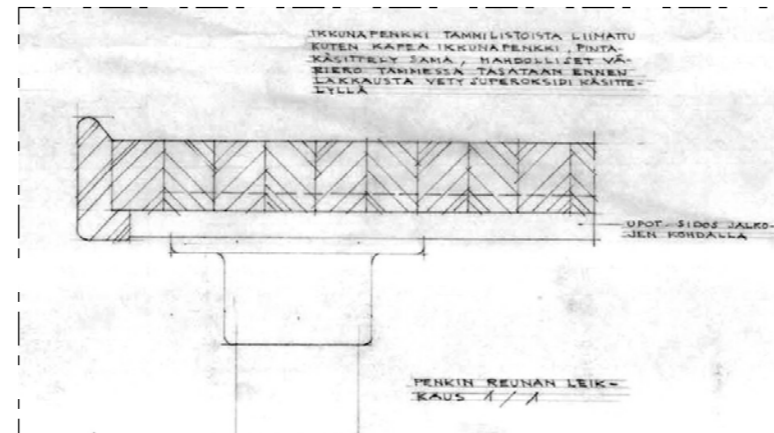 IKKUNAPENKKI TAMMILISTOISTA LIIMATTU
KUTEN KAPEA IKKUNAPENKKI, PINTA-
KÄSITTELY SAMA, MAHDOLLISET VÄ-
RIERO TAMMESSA TASATAAN ENNEN
LAKKAUSTA VETYSUPEROKSIDI KÄSITTE-
LYLLÄ
UPOT. SIDOS JALKO-
JEN KOHDALLA
PENKIN REUNAN LEIK-
KAUS 1/1